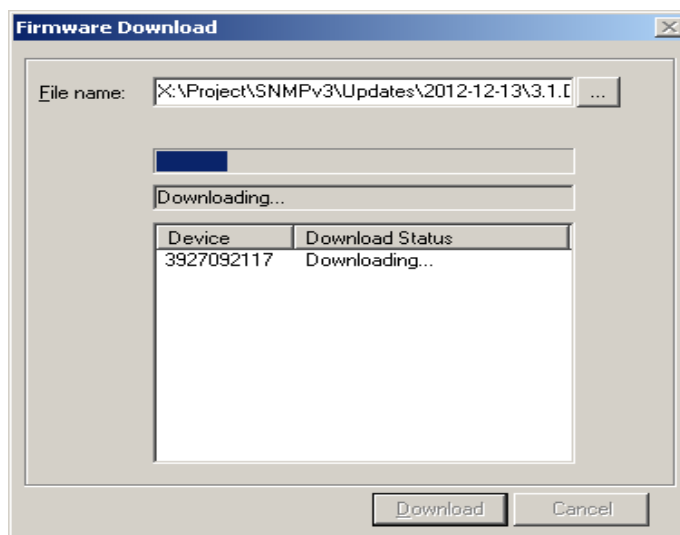 Firmware Download
File name: X:\Project\SNMPv3\Updates\2012-12-13\3.1. ...
Downloading...
Device Download Status
3927092117 Downloading...
Download Cancel